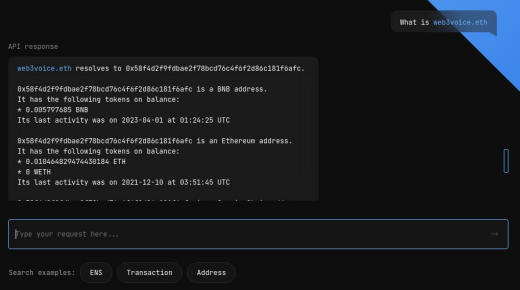 What is web3voice.eth
API response
web3voice.eth resolves to 0x58f4d2f9fdbae2f78bcd76c4f6f2d86c181f6afc.
0x58f4d2f9fdbae2f78bcd76c4f6f2d86c181f6afc is a BNB address.
It has the following tokens on balance:
* 0.005797685 BNB
Its last activity was on 2023-04-01 at 01:24:25 UTC
0x58f4d2f9fdbae2f78bcd76c4f6f2d86c181f6afc is an Ethereum address.
It has the following tokens on balance:
* 0.010464829474430184 ETH
* 0 WETH
Its last activity was on 2021-12-10 at 03:51:45 UTC
Type your request here...
Search examples: ENS Transaction Address